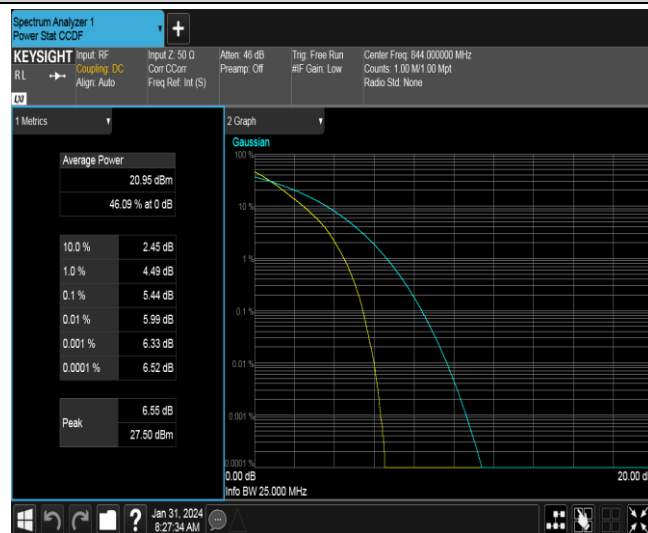 Spectrum Analyzer 1
Power Stat CCDF
KEYSIGHT
RL
LXI
Input: RF
Coupling: DC
Align: Auto
Input Z: 50 Ω
Corr CCorr
Freq Ref: Int (S)
Atten: 46 dB
Preamp: Off
Trig: Free Run
#IF Gain: Low
Center Freq: 844.000000 MHz
Counts: 1.00 M/1.00 Mpt
Radio Std: None
1 Metrics
Average Power
20.95 dBm
46.09 % at 0 dB
10.0 % 2.45 dB
1.0 % 4.49 dB
0.1 % 5.44 dB
0.01 % 5.99 dB
0.001 % 6.33 dB
0.0001 % 6.52 dB
Peak
6.55 dB
27.50 dBm
2 Graph
Gaussian
100 %
10 %
1 %
0.1 %
0.01 %
0.001 %
0.0001 %
0.00 dB
20.00 d
Info BW 25.000 MHz
?
Jan 31, 2024
8:27:34 AM